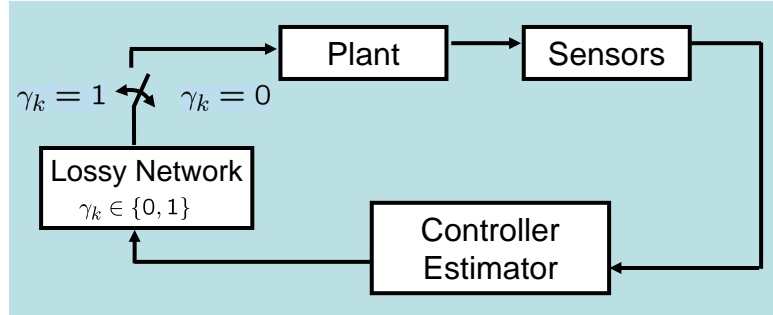 Plant
Sensors
γₖ = 1
γₖ = 0
Lossy Network
γₖ ∈ {0, 1}
Controller
Estimator